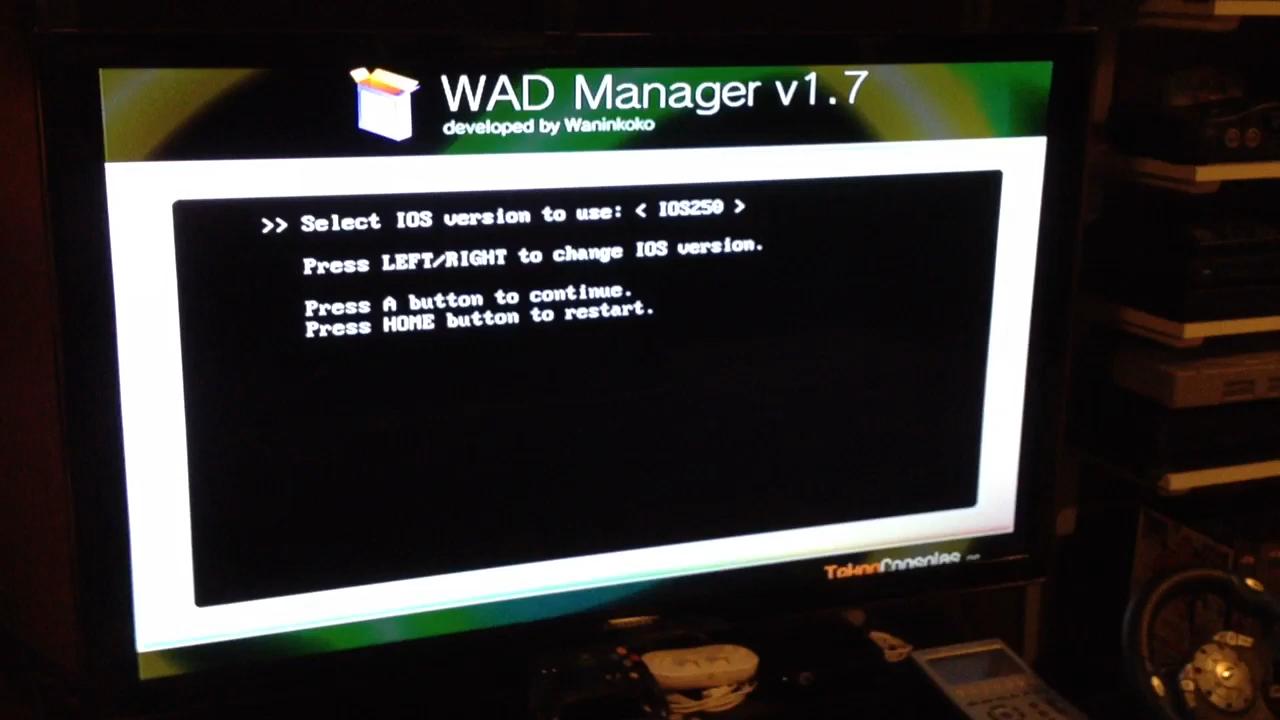 WAD Manager v1.7
developed by Waninkoko
>> Select IOS version to use: < IOS250 >
Press LEFT/RIGHT to change IOS version.
Press A button to continue.
Press HOME button to restart.
TeknoConsolas